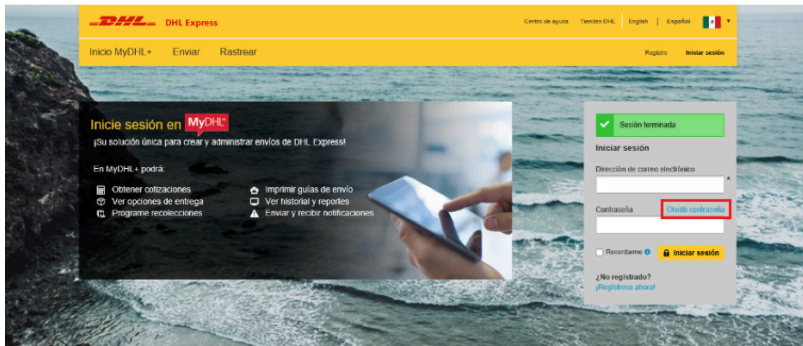 DHL DHL Express
Centro de ayuda Tiendas DHL English | Español
Inicio MyDHL+ Enviar Rastrear
Registro Iniciar sesión
Inicie sesión en MyDHL+
¡Su solución única para crear y administrar envíos de DHL Express!
En MyDHL+ podrá:
Obtener cotizaciones
Ver opciones de entrega
Programe recolecciones
Imprimir guías de envío
Ver historial y reportes
Enviar y recibir notificaciones
Sesión terminada
Iniciar sesión
Dirección de correo electrónico
*
Contraseña Olvidó contraseña
Recordarme Iniciar sesión
¿No registrado?
¡Regístrese ahora!